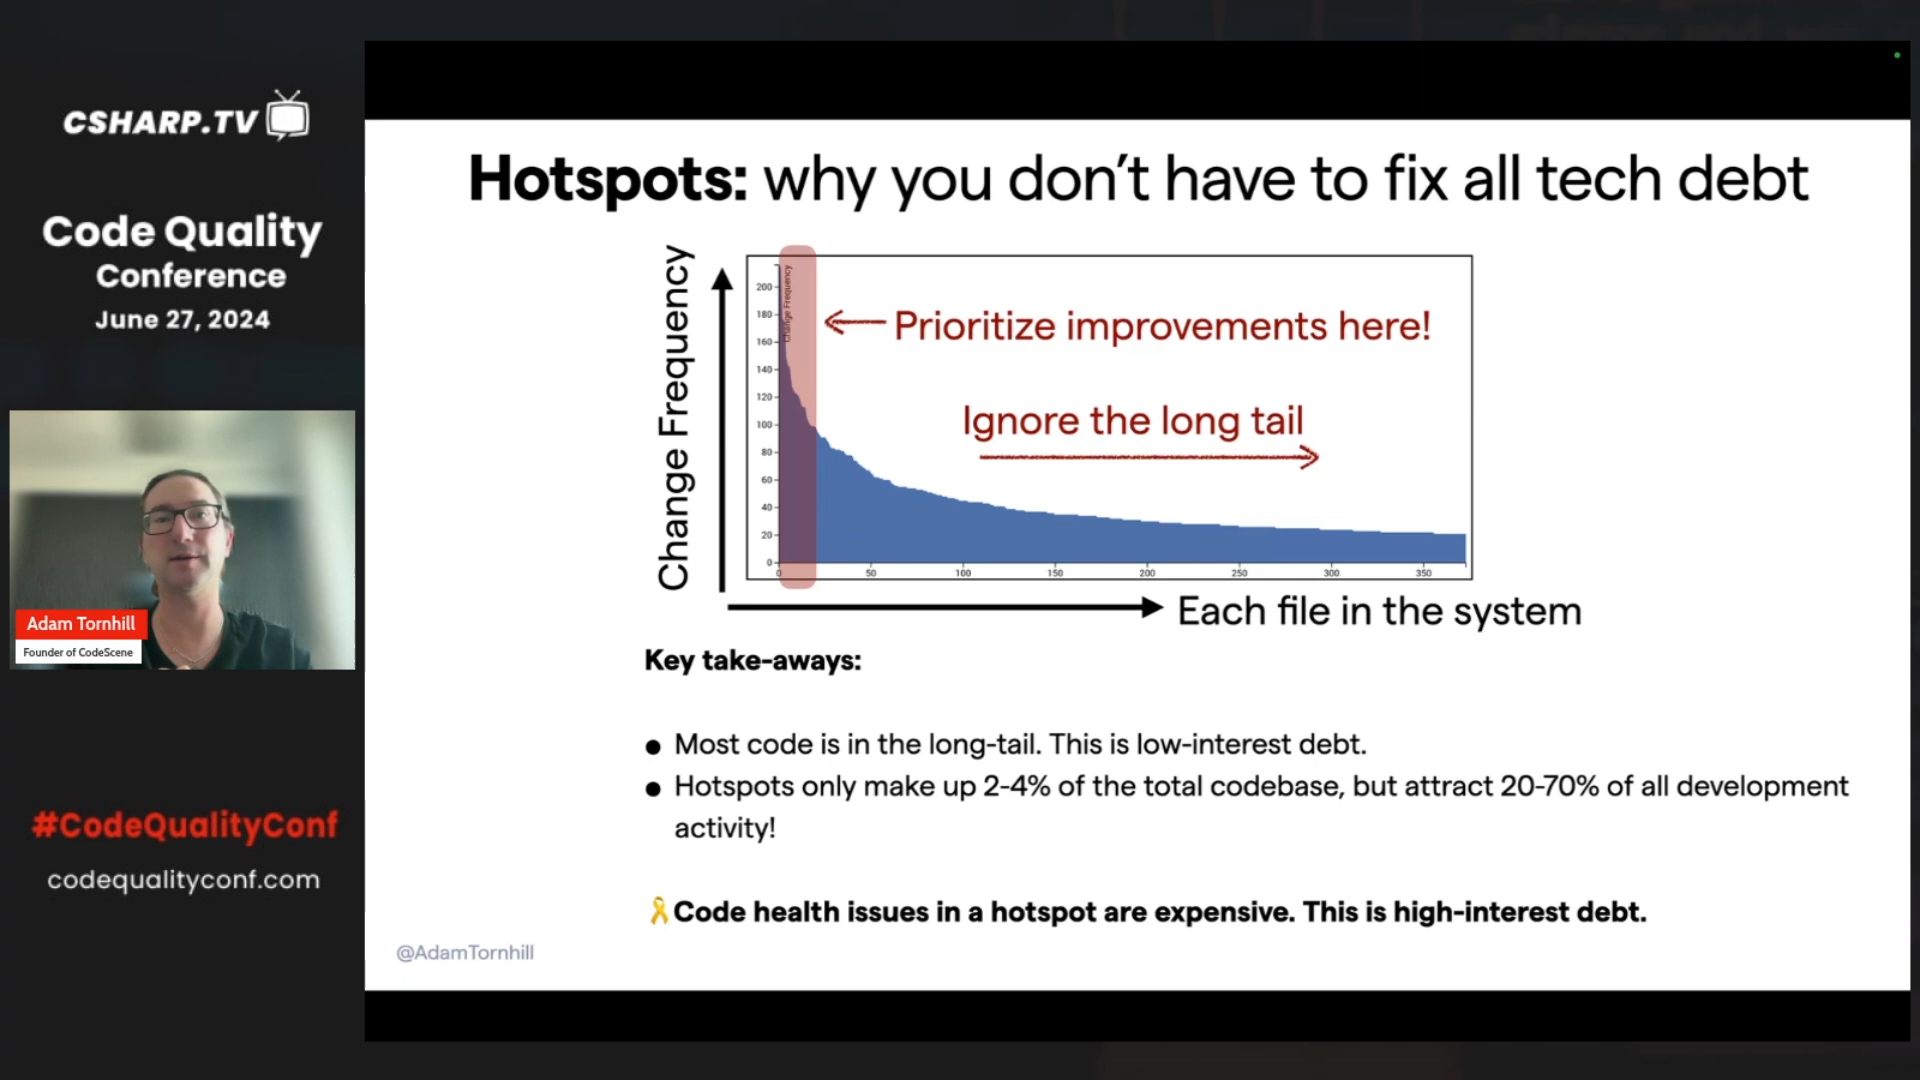 CSHARP.TV
Code Quality
Conference
June 27, 2024
Adam Tornhill
Founder of CodeScene
#CodeQualityConf
codequalityconf.com
Hotspots: why you don't have to fix all tech debt
Change Frequency
Change Frequency
200
180
160
140
120
100
80
60
40
20
0
0 50 100 150 200 250 300 350
Prioritize improvements here!
Ignore the long tail
Each file in the system
Key take-aways:
● Most code is in the long-tail. This is low-interest debt.
● Hotspots only make up 2-4% of the total codebase, but attract 20-70% of all development
activity!
🎗Code health issues in a hotspot are expensive. This is high-interest debt.
@AdamTornhill